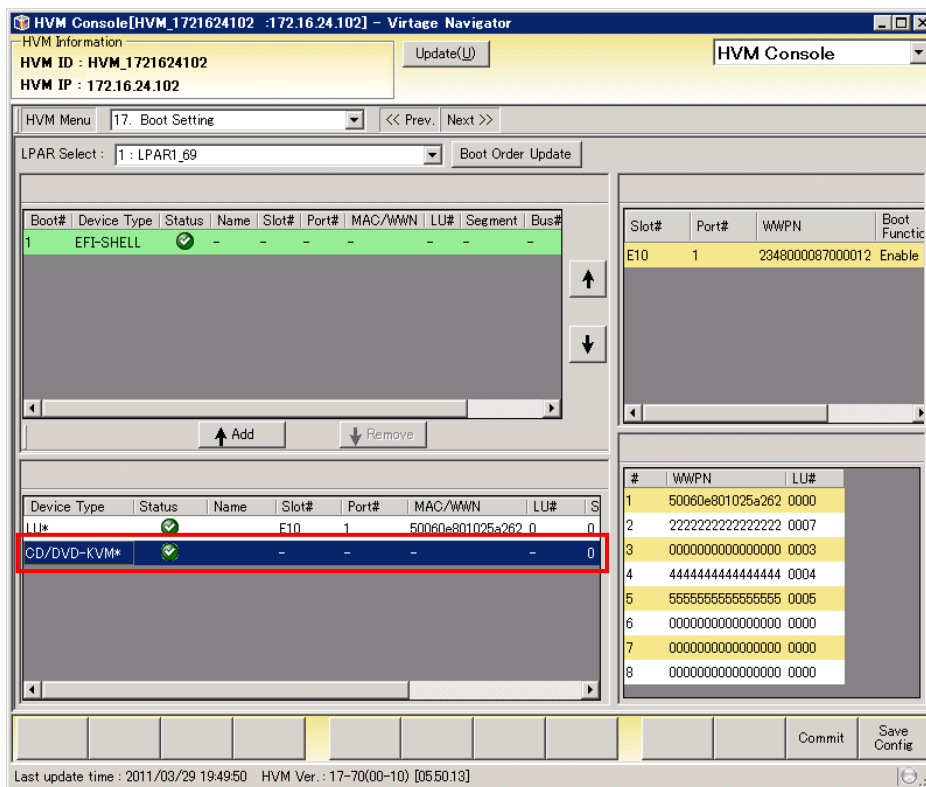 HVM Console[HVM_1721624102 :172.16.24.102] - Virtage Navigator
HVM Information
HVM ID : HVM_1721624102
HVM IP : 172.16.24.102
Update(U)
HVM Console
HVM Menu 17. Boot Setting << Prev. Next >>
LPAR Select : 1 : LPAR1_69 Boot Order Update
Boot# Device Type Status Name Slot# Port# MAC/WWN LU# Segment Bus#
1 EFI-SHELL - - - - - - -
Add Remove
Device Type Status Name Slot# Port# MAC/WWN LU# S
LU* E10 1 50060e801025a262 0 0
CD/DVD-KVM* - - - - 0
Slot# Port# WWPN Boot Functic
E10 1 2348000087000012 Enable
# WWPN LU#
1 50060e801025a262 0000
2 2222222222222222 0007
3 0000000000000000 0003
4 4444444444444444 0004
5 5555555555555555 0005
6 0000000000000000 0000
7 0000000000000000 0000
8 0000000000000000 0000
Commit Save Config
Last update time : 2011/03/29 19:49:50 HVM Ver. : 17-70(00-10) [05.50.13]